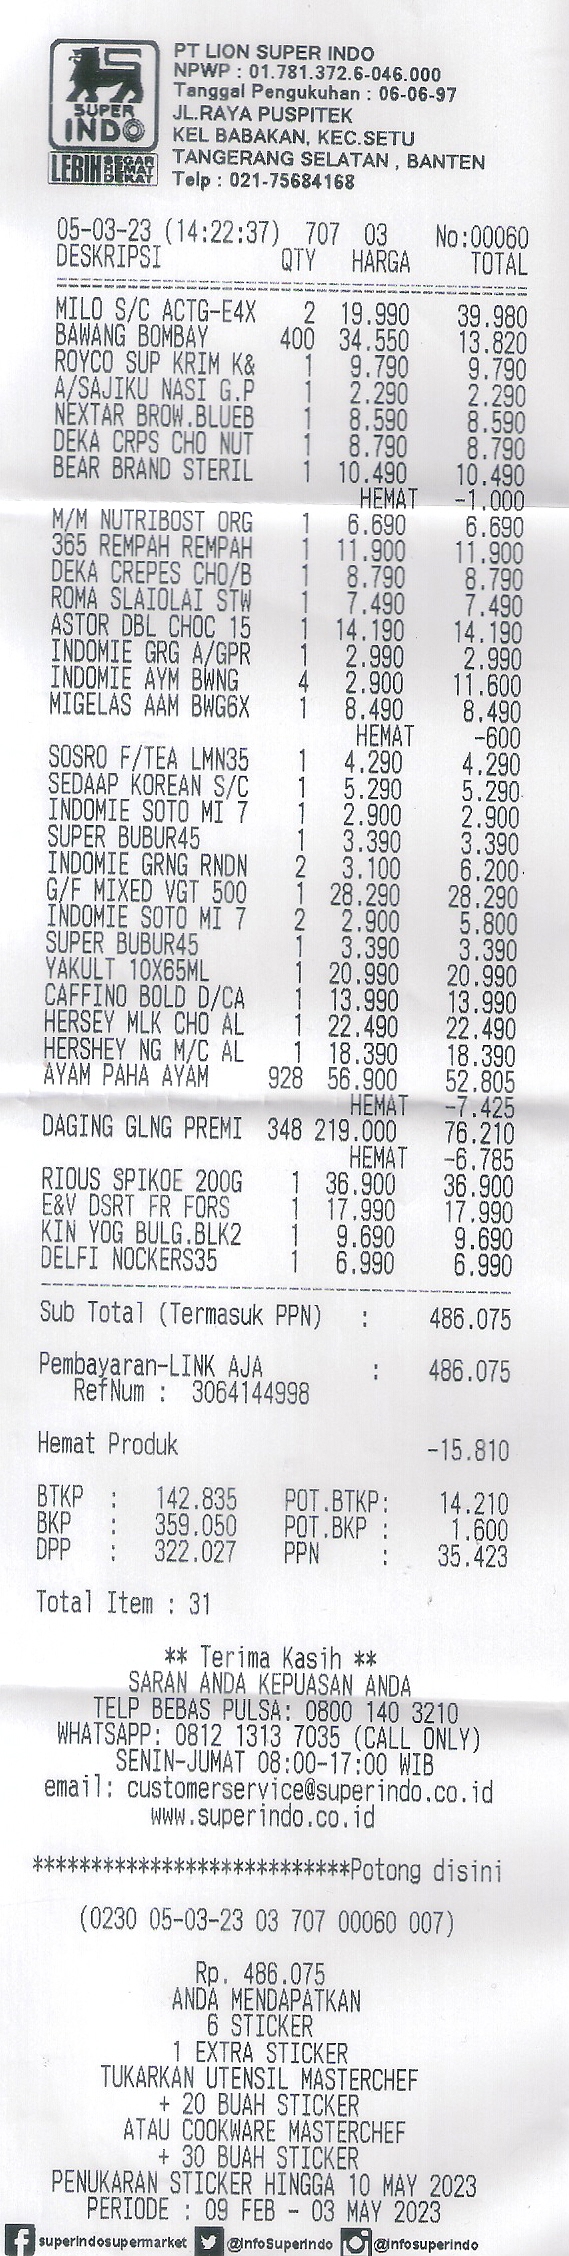 SUPER
INDO
LEBIH SEGAR HEMAT DEKAT
PT LION SUPER INDO
NPWP : 01.781.372.6-046.000
Tanggal Pengukuhan : 06-06-97
JL.RAYA PUSPITEK
KEL BABAKAN, KEC.SETU
TANGERANG SELATAN , BANTEN
Telp : 021-75684168
05-03-23 (14:22:37) 707 03 No:00060
DESKRIPSI QTY HARGA TOTAL
MILO S/C ACTG-E4X 2 19.990 39.980
BAWANG BOMBAY 400 34.550 13.820
ROYCO SUP KRIM K& 1 9.790 9.790
A/SAJIKU NASI G.P 1 2.290 2.290
NEXTAR BROW.BLUEB 1 8.590 8.590
DEKA CRPS CHO NUT 1 8.790 8.790
BEAR BRAND STERIL 1 10.490 10.490
HEMAT -1.000
M/M NUTRIBOST ORG 1 6.690 6.690
365 REMPAH REMPAH 1 11.900 11.900
DEKA CREPES CHO/B 1 8.790 8.790
ROMA SLAIOLAI STW 1 7.490 7.490
ASTOR DBL CHOC 15 1 14.190 14.190
INDOMIE GRG A/GPR 1 2.990 2.990
INDOMIE AYM BWNG 4 2.900 11.600
MIGELAS AAM BWG6X 1 8.490 8.490
HEMAT -600
SOSRO F/TEA LMN35 1 4.290 4.290
SEDAAP KOREAN S/C 1 5.290 5.290
INDOMIE SOTO MI 7 1 2.900 2.900
SUPER BUBUR45 1 3.390 3.390
INDOMIE GRNG RNDN 2 3.100 6.200
G/F MIXED VGT 500 1 28.290 28.290
INDOMIE SOTO MI 7 2 2.900 5.800
SUPER BUBUR45 1 3.390 3.390
YAKULT 10X65ML 1 20.990 20.990
CAFFINO BOLD D/CA 1 13.990 13.990
HERSEY MLK CHO AL 1 22.490 22.490
HERSHEY NG M/C AL 1 18.390 18.390
AYAM PAHA AYAM 928 56.900 52.805
HEMAT -7.425
DAGING GLNG PREMI 348 219.000 76.210
HEMAT -6.785
RIOUS SPIKOE 200G 1 36.900 36.900
E&V DSRT FR FORS 1 17.990 17.990
KIN YOG BULG.BLK2 1 9.690 9.690
DELFI NOCKERS35 1 6.990 6.990
Sub Total (Termasuk PPN) : 486.075
Pembayaran-LINK AJA : 486.075
RefNum : 3064144998
Hemat Produk -15.810
BTKP : 142.835 POT.BTKP: 14.210
BKP : 359.050 POT.BKP : 1.600
DPP : 322.027 PPN : 35.423
Total Item : 31
** Terima Kasih **
SARAN ANDA KEPUASAN ANDA
TELP BEBAS PULSA: 0800 140 3210
WHATSAPP: 0812 1313 7035 (CALL ONLY)
SENIN-JUMAT 08:00-17:00 WIB
email: customerservice@superindo.co.id
www.superindo.co.id
***************************Potong disini
(0230 05-03-23 03 707 00060 007)
Rp. 486.075
ANDA MENDAPATKAN
6 STICKER
1 EXTRA STICKER
TUKARKAN UTENSIL MASTERCHEF
+ 20 BUAH STICKER
ATAU COOKWARE MASTERCHEF
+ 30 BUAH STICKER
PENUKARAN STICKER HINGGA 10 MAY 2023
PERIODE : 09 FEB - 03 MAY 2023
superindosupermarket @InfoSuperIndo @infosuperindo